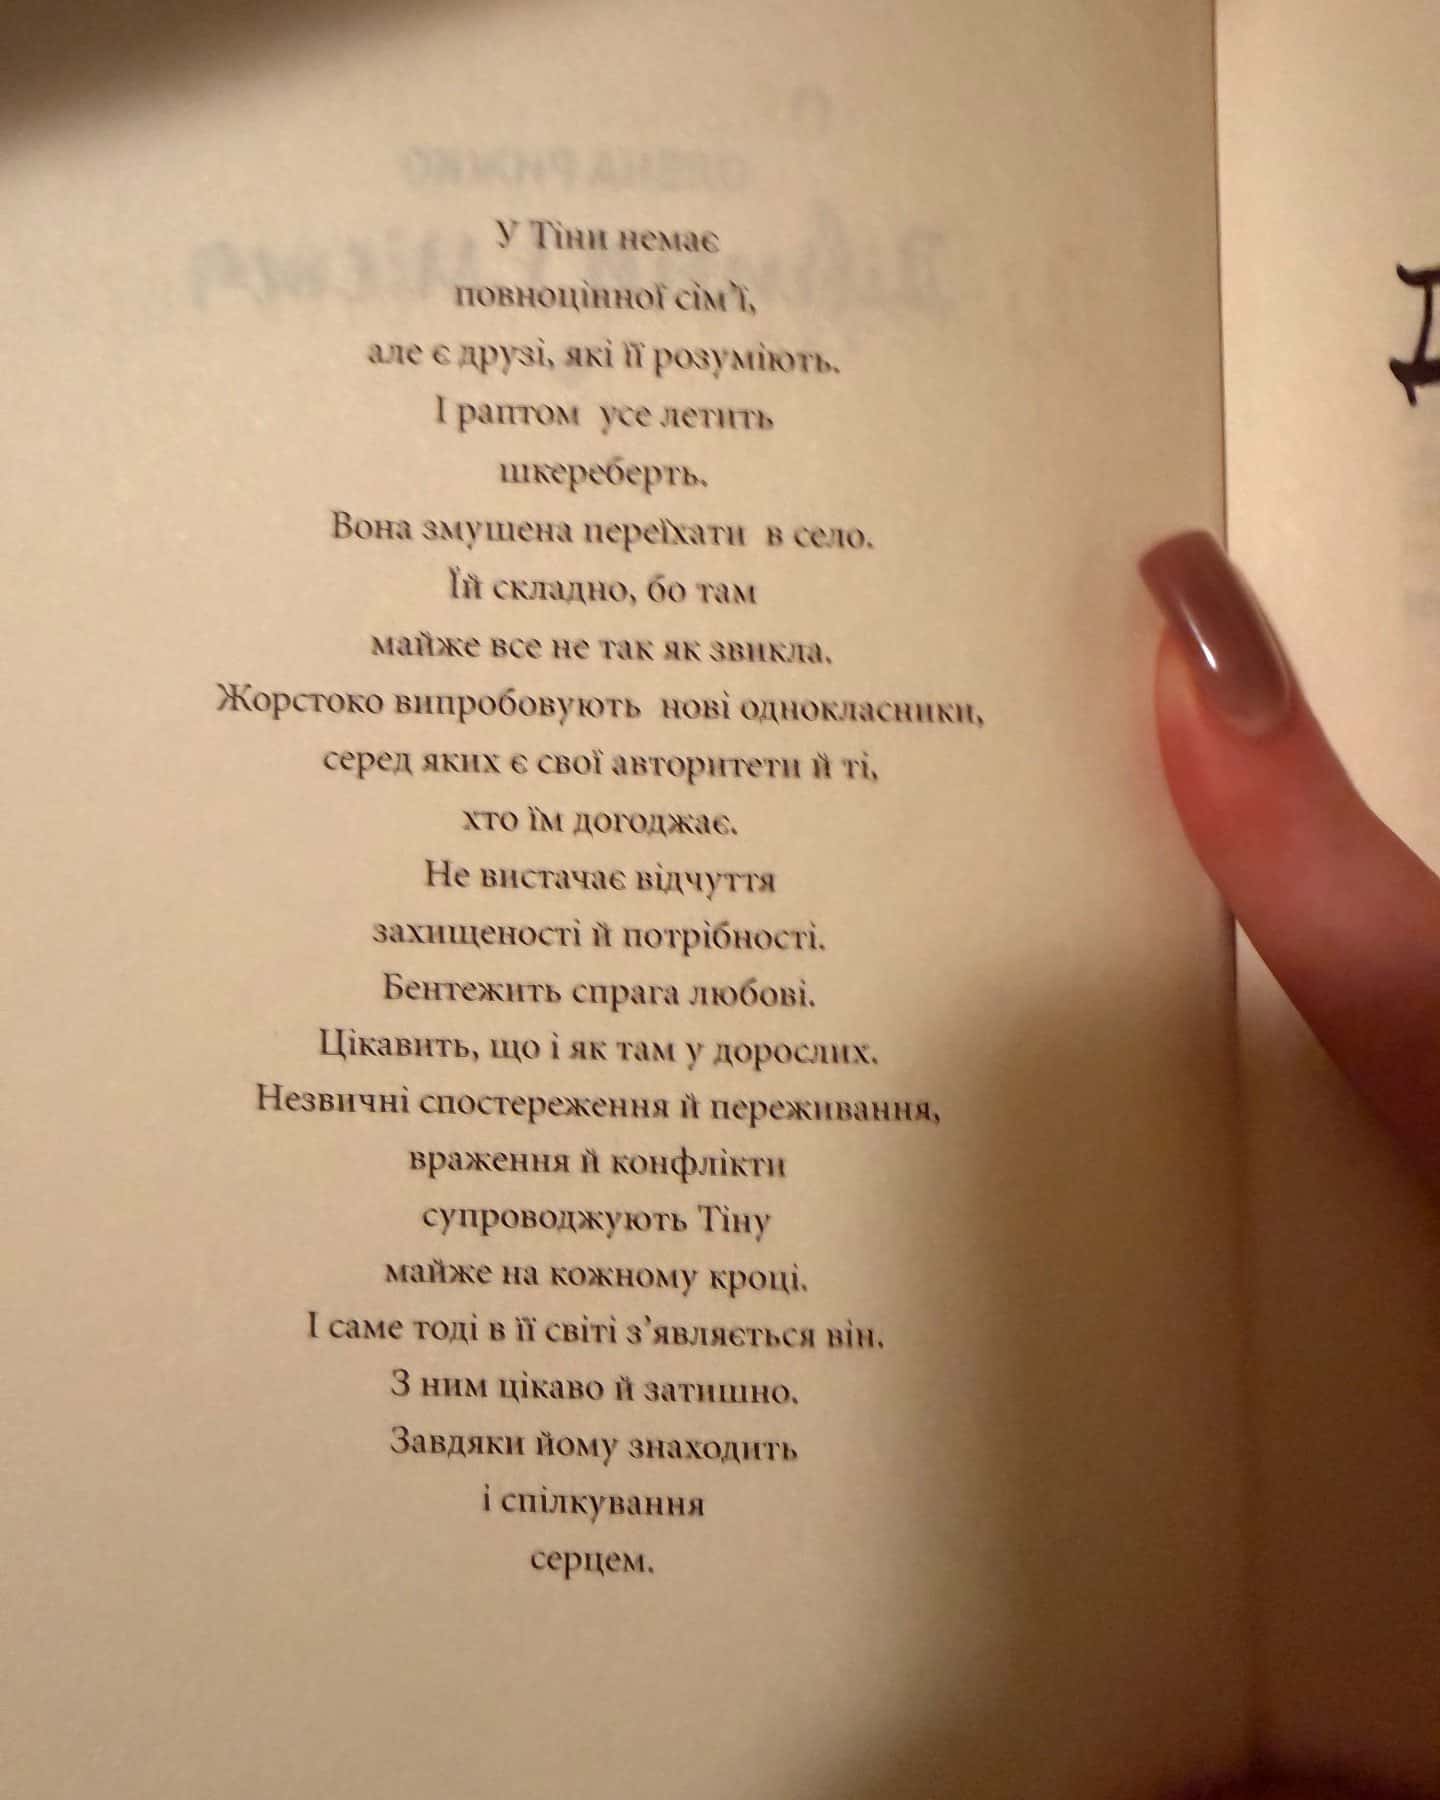 У Тіни немає
повноцінної сім'ї,
але є друзі, які її розуміють.
І раптом усе летить
шкереберть.
Вона змушена переїхати в село.
Їй складно, бо там
майже все не так як звикла.
Жорстоко випробовують нові однокласники,
серед яких є свої авторитети й ті,
хто їм догоджає.
Не вистачає відчуття
захищеності й потрібності.
Бентежить спрага любові.
Цікавить, що і як там у дорослих.
Незвичні спостереження й переживання,
враження й конфлікти
супроводжують Тіну
майже на кожному кроці.
І саме тоді в її світі з'являється він.
З ним цікаво й затишно.
Завдяки йому знаходить
і спілкування
серцем.